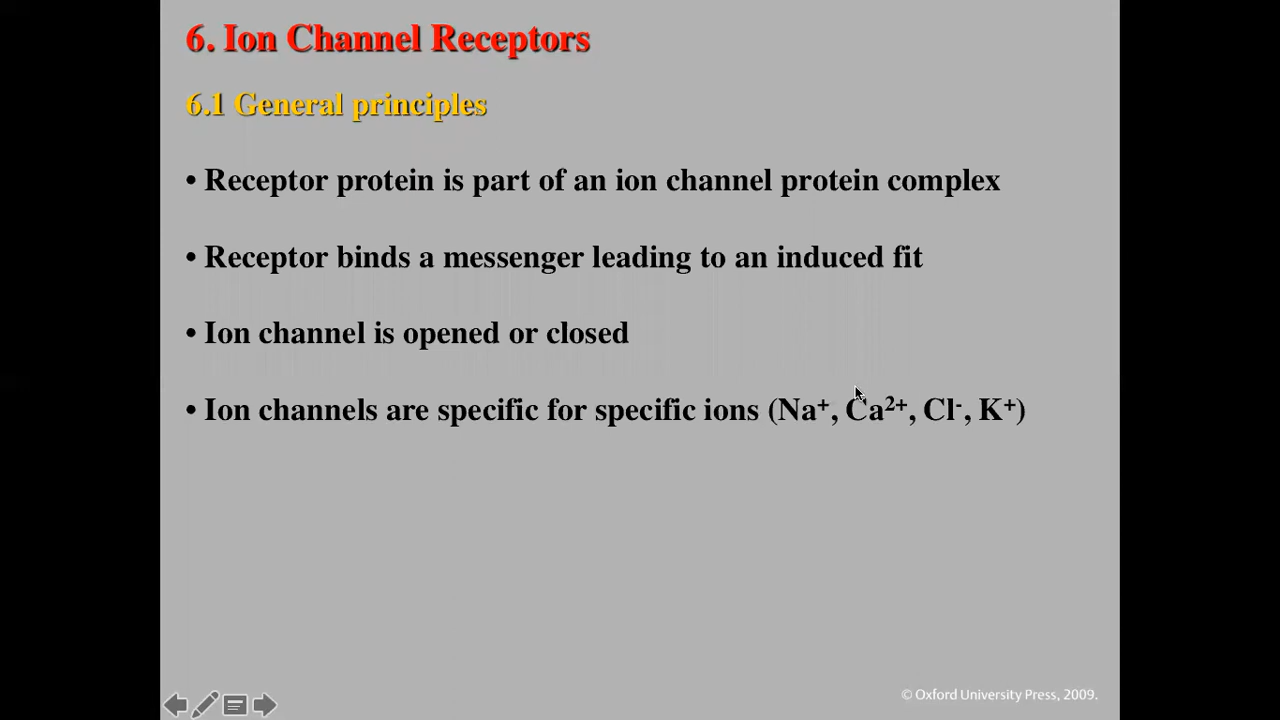 6. Ion Channel Receptors
6.1 General principles
• Receptor protein is part of an ion channel protein complex
• Receptor binds a messenger leading to an induced fit
• Ion channel is opened or closed
• Ion channels are specific for specific ions (Na⁺, Ca²⁺, Cl⁻, K⁺)
© Oxford University Press, 2009.